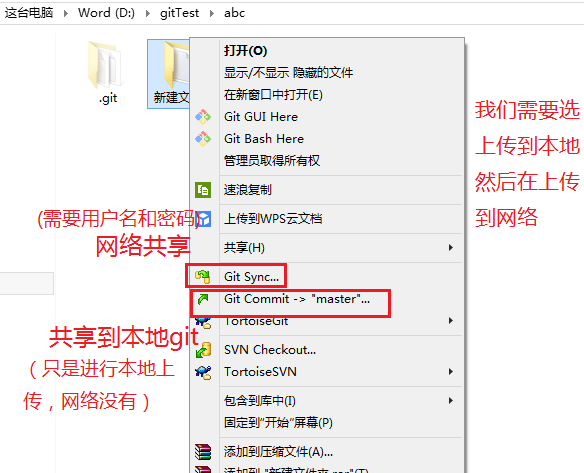 这台电脑 › Word (D:) › gitTest › abc
.git
新建文
打开(O)
显示/不显示 隐藏的文件
在新窗口中打开(E)
Git GUI Here
Git Bash Here
管理员取得所有权
速浪复制
上传到WPS云文档
共享(H)
Git Sync...
Git Commit -> "master"...
TortoiseGit
SVN Checkout...
TortoiseSVN
包含到库中(I)
固定到"开始"屏幕(P)
添加到压缩文件(A)...
添加到 "新建文件夹.rar"(T)
(需要用户名和密码)
网络共享
共享到本地git
（只是进行本地上
传，网络没有）
我们需要选
上传到本地
然后在上传
到网络